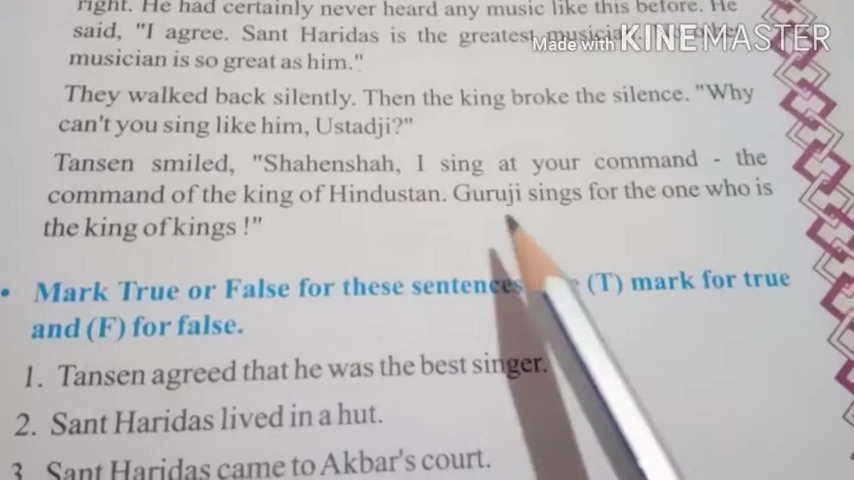 right. He had certainly never heard any music like this before. He
said, "I agree. Sant Haridas is the greatest
Made with KINEMASTER
musician is so great as him."
They walked back silently. Then the king broke the silence. "Why
can't you sing like him, Ustadji?"
Tansen smiled, "Shahenshah, I sing at your command - the
command of the king of Hindustan. Guruji sings for the one who is
the king of kings !"
• Mark True or False for these sentences (T) mark for true
and (F) for false.
1. Tansen agreed that he was the best singer.
2. Sant Haridas lived in a hut.
3 Sant Haridas came to Akbar's court.